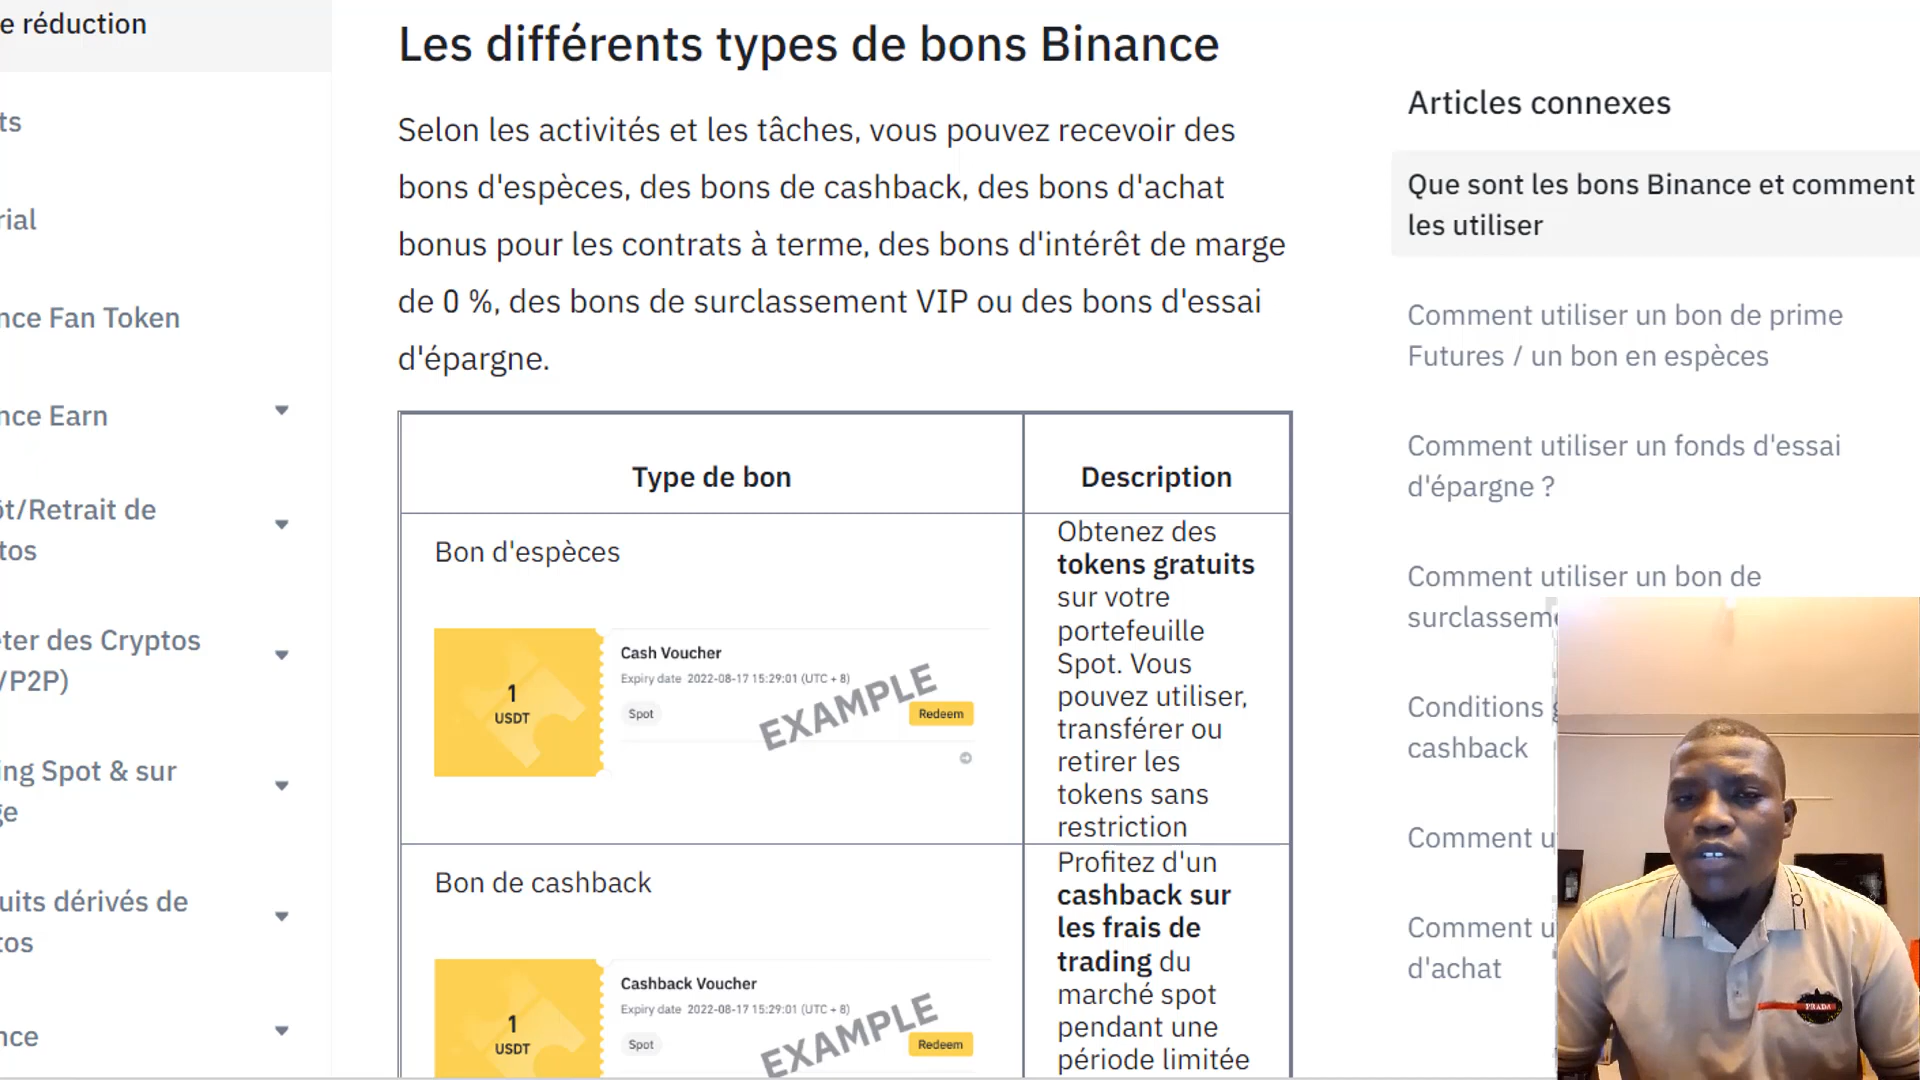 e réduction
ts
rial
nce Fan Token
nce Earn
ôt/Retrait de
tos
eter des Cryptos
/P2P)
ing Spot & sur
ge
uits dérivés de
tos
nce
Les différents types de bons Binance
Selon les activités et les tâches, vous pouvez recevoir des
bons d'espèces, des bons de cashback, des bons d'achat
bonus pour les contrats à terme, des bons d'intérêt de marge
de 0 %, des bons de surclassement VIP ou des bons d'essai
d'épargne.
Type de bon
Description
Bon d'espèces
1
USDT
Cash Voucher
Expiry date 2022-08-17 15:29:01 (UTC + 8)
Spot
EXAMPLE
Redeem
Obtenez des
tokens gratuits
sur votre
portefeuille
Spot. Vous
pouvez utiliser,
transférer ou
retirer les
tokens sans
restriction
Bon de cashback
1
USDT
Cashback Voucher
Expiry date 2022-08-17 15:29:01 (UTC + 8)
Spot
EXAMPLE
Redeem
Profitez d'un
cashback sur
les frais de
trading du
marché spot
pendant une
période limitée
Articles connexes
Que sont les bons Binance et comment
les utiliser
Comment utiliser un bon de prime
Futures / un bon en espèces
Comment utiliser un fonds d'essai
d'épargne ?
Comment utiliser un bon de
surclasseme
Conditions g
cashback
Comment u
Comment u
d'achat
PRADA